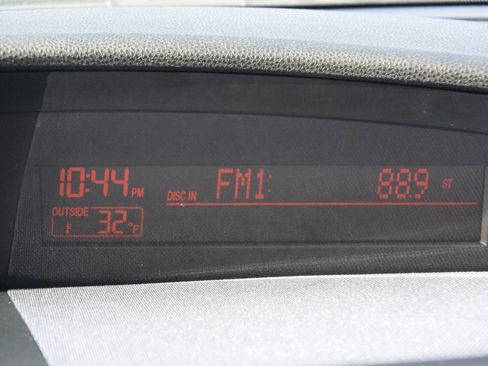 10:44 PM DISC IN FM1: 88.9 ST
OUTSIDE
32°F